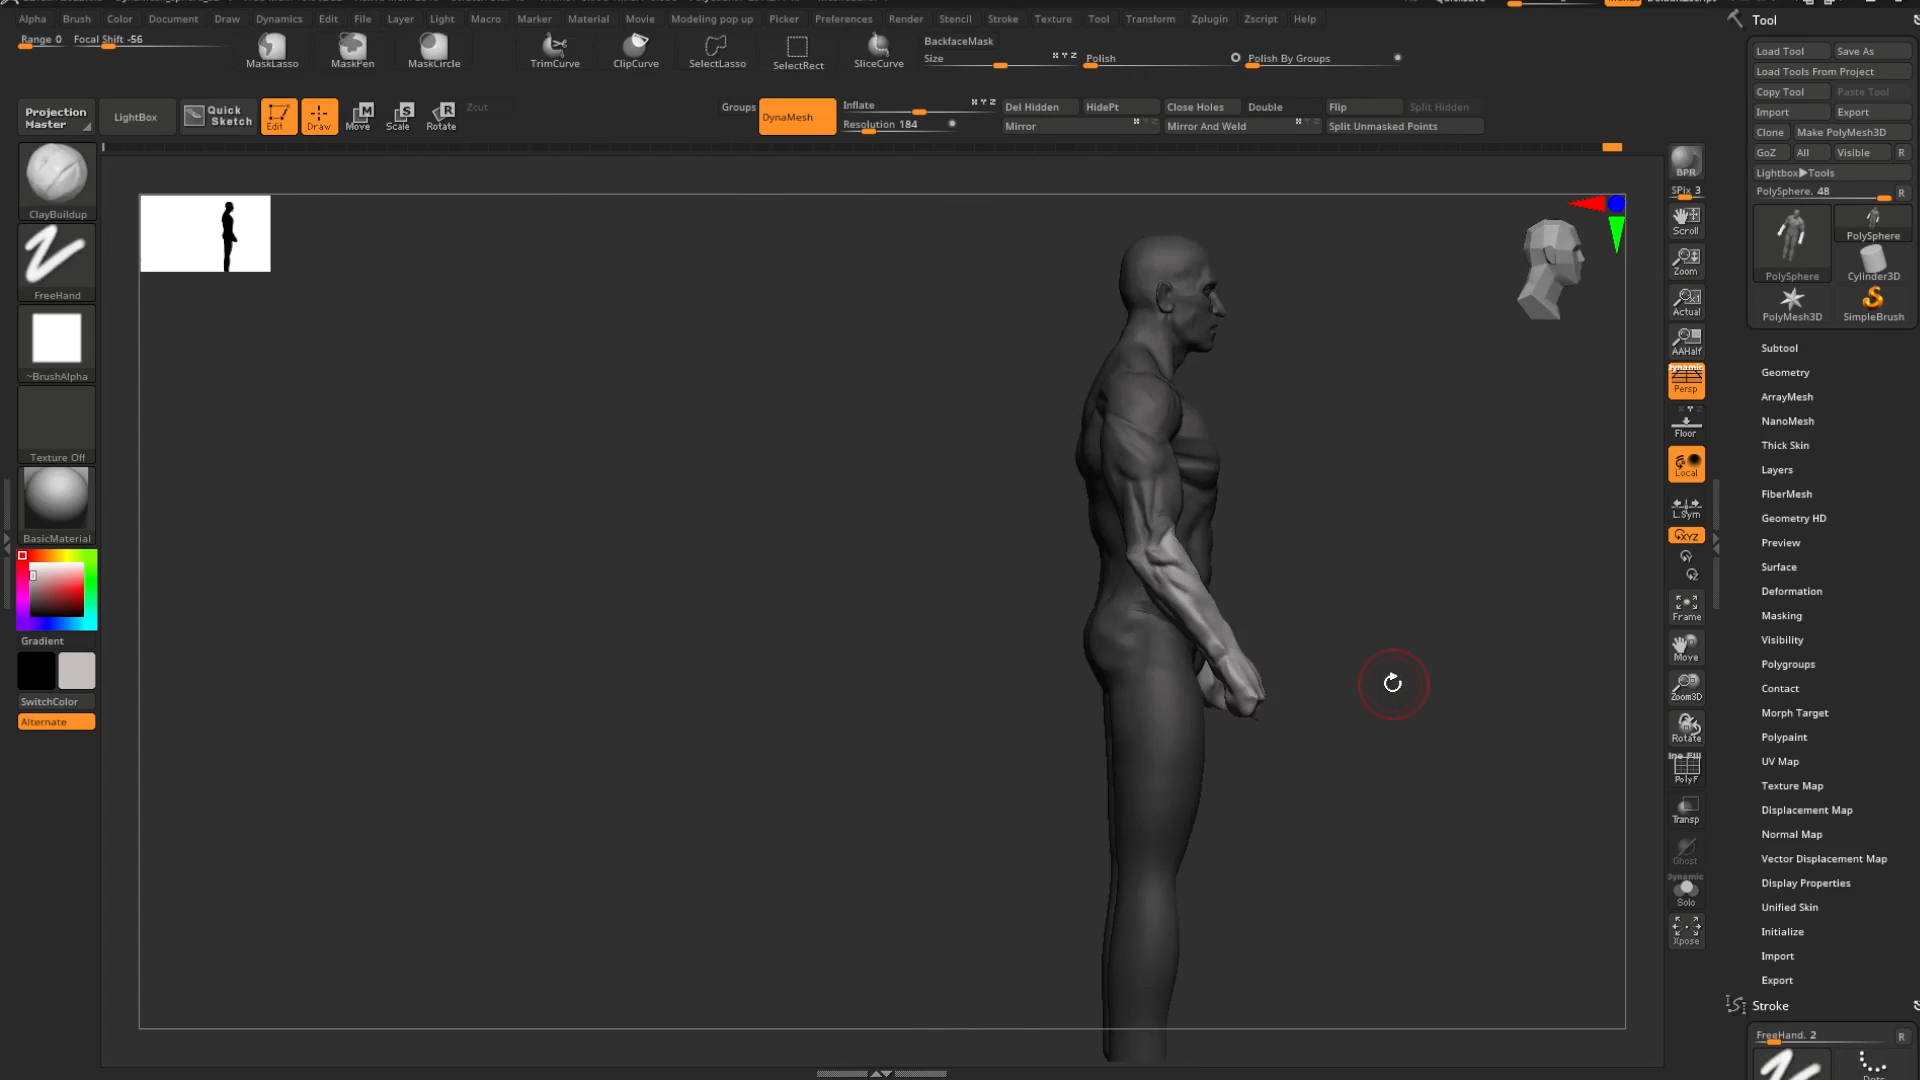 Alpha Brush Color Document Draw Dynamics Edit File Layer Light Macro Marker Material Movie Modeling pop up Picker Preferences Render Stencil Stroke Texture Tool Transform Zplugin Zscript Help
Range 0 Focal Shift -56
MaskLasso MaskPen MaskCircle TrimCurve ClipCurve SelectLasso SelectRect SliceCurve
BackfaceMask
Size X Y Z Polish Polish By Groups
Projection Master
LightBox
Quick Sketch
Edit Draw Move Scale Rotate
Zcut
Groups DynaMesh
Inflate X Y Z
Resolution 184
Del Hidden HidePt Close Holes Double Flip Split Hidden
Mirror Mirror And Weld Split Unmasked Points
ClayBuildup
FreeHand
~BrushAlpha
Texture Off
BasicMaterial
Gradient
SwitchColor
Alternate
BPR
SPix 3
Scroll
Zoom
Actual
AAHalf
Dynamic
Persp
Floor
Local
L.Sym
XYZ
Y
Z
Frame
Move
Zoom3D
Rotate
PolyF
Transp
Ghost
Dynamic
Solo
Xpose
Tool
Load Tool Save As
Load Tools From Project
Copy Tool Paste Tool
Import Export
Clone Make PolyMesh3D
GoZ All Visible R
Lightbox▶Tools
PolySphere. 48 R
PolySphere
PolySphere Cylinder3D
PolyMesh3D SimpleBrush
Subtool
Geometry
ArrayMesh
NanoMesh
Thick Skin
Layers
FiberMesh
Geometry HD
Preview
Surface
Deformation
Masking
Visibility
Polygroups
Contact
Morph Target
Polypaint
UV Map
Texture Map
Displacement Map
Normal Map
Vector Displacement Map
Display Properties
Unified Skin
Initialize
Import
Export
Stroke
FreeHand. 2 R